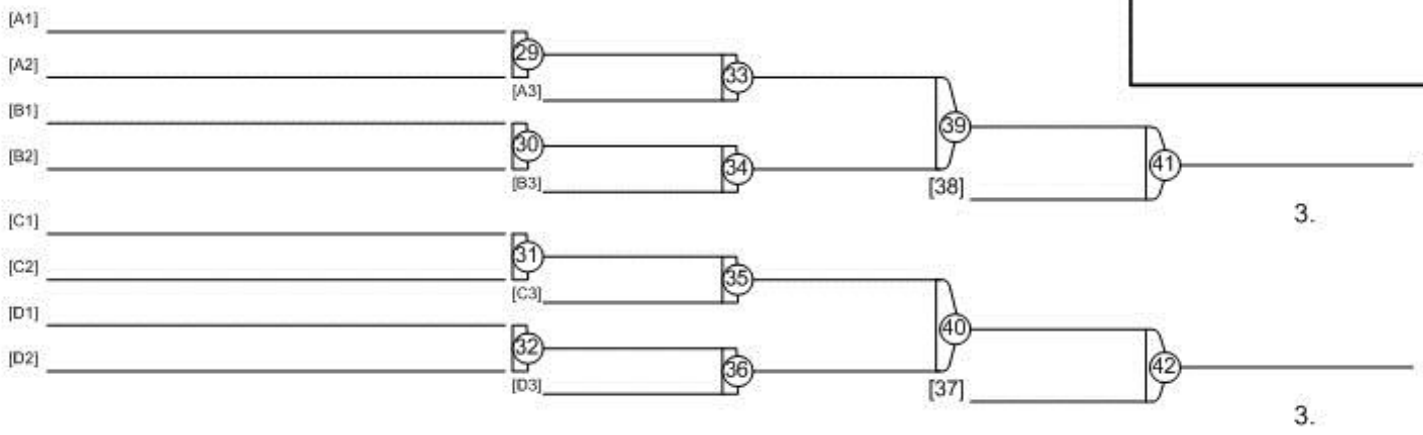 [A1]
29
33
[A2]
[A3]
[B1]
39
30
34
41
[B2]
[B3]
[38]
3.
[C1]
31
35
[C2]
[C3]
[D1]
40
32
36
42
[D2]
[D3]
[37]
3.